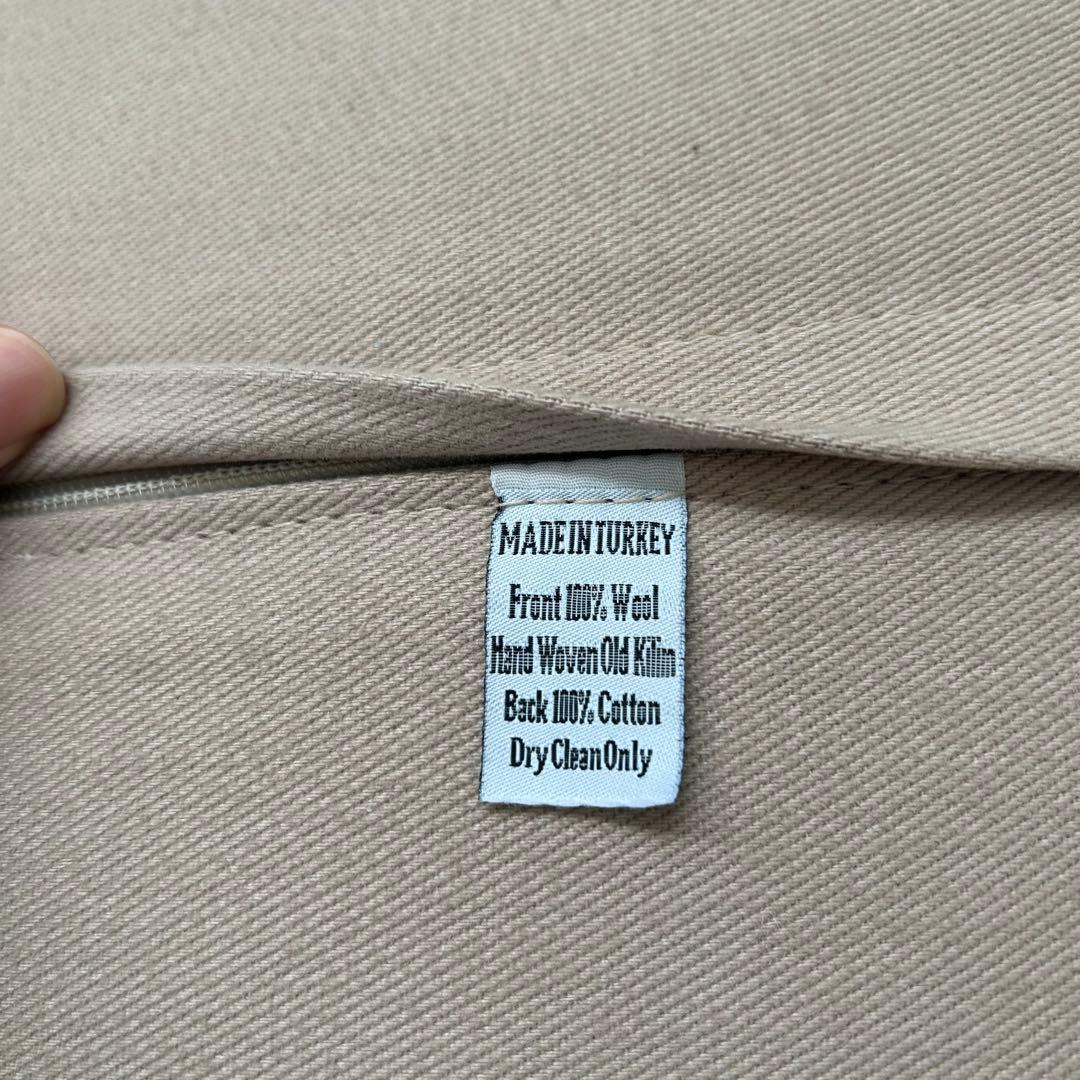 MADE IN TURKEY
Front 100% Wool
Hand Woven Old Kilim
Back 100% Cotton
Dry Clean Only